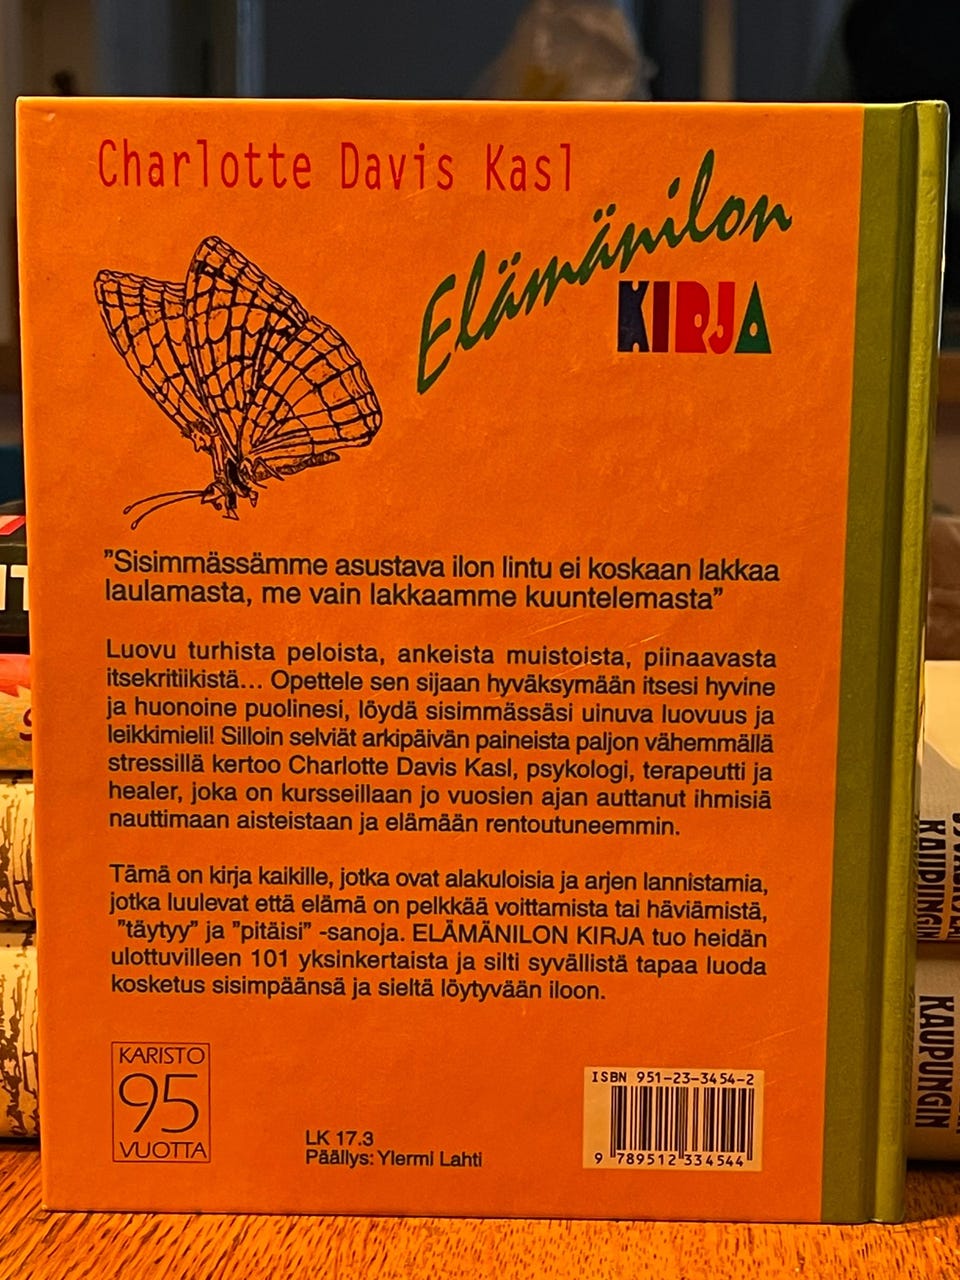 Charlotte Davis Kasl
Elämänilon
KIRJA
”Sisimmässämme asustava ilon lintu ei koskaan lakkaa
laulamasta, me vain lakkaamme kuuntelemasta”
Luovu turhista peloista, ankeista muistoista, piinaavasta
itsekritiikistä... Opettele sen sijaan hyväksymään itsesi hyvine
ja huonoine puolinesi, löydä sisimmässäsi uinuva luovuus ja
leikkimieli! Silloin selviät arkipäivän paineista paljon vähemmällä
stressillä kertoo Charlotte Davis Kasl, psykologi, terapeutti ja
healer, joka on kursseillaan jo vuosien ajan auttanut ihmisiä
nauttimaan aisteistaan ja elämään rentoutuneemmin.
Tämä on kirja kaikille, jotka ovat alakuloisia ja arjen lannistamia,
jotka luulevat että elämä on pelkkää voittamista tai häviämistä,
”täytyy” ja ”pitäisi” -sanoja. ELÄMÄNILON KIRJA tuo heidän
ulottuvilleen 101 yksinkertaista ja silti syvällistä tapaa luoda
kosketus sisimpäänsä ja sieltä löytyvään iloon.
KARISTO
95
VUOTTA
LK 17.3
Päällys: Ylermi Lahti
ISBN 951-23-3454-2
9 789512 334544
KAUPUNGIN
KAUPUNGIN